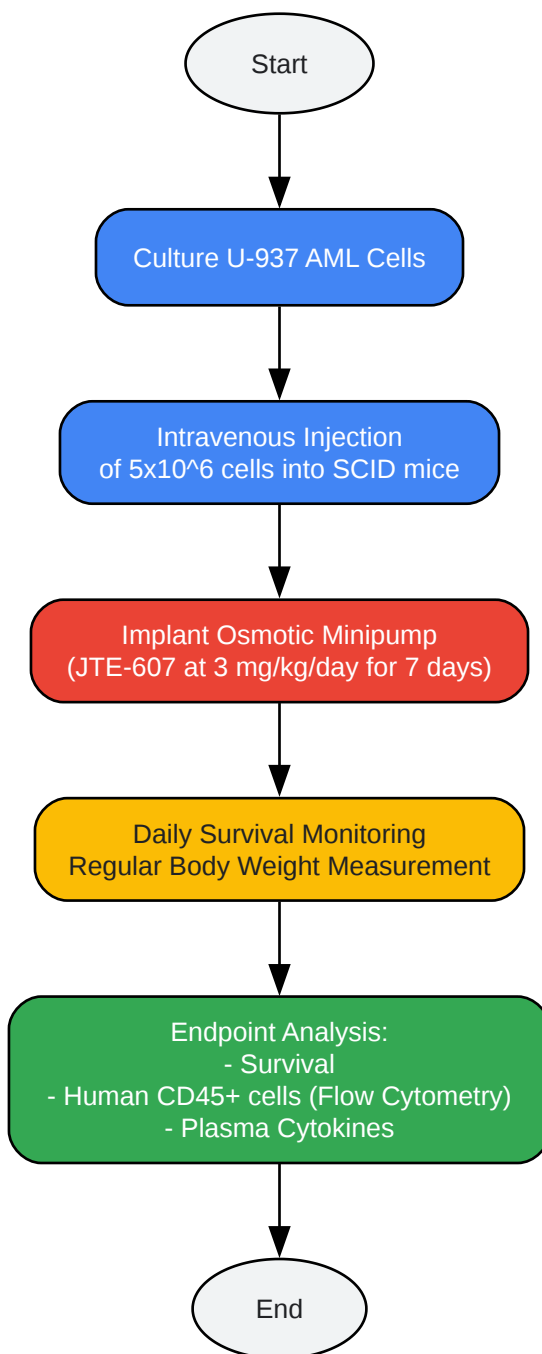 Start
Culture U-937 AML Cells
Intravenous Injection
of 5x10^6 cells into SCID mice
Implant Osmotic Minipump
(JTE-607 at 3 mg/kg/day for 7 days)
Daily Survival Monitoring
Regular Body Weight Measurement
Endpoint Analysis:
- Survival
- Human CD45+ cells (Flow Cytometry)
- Plasma Cytokines
End